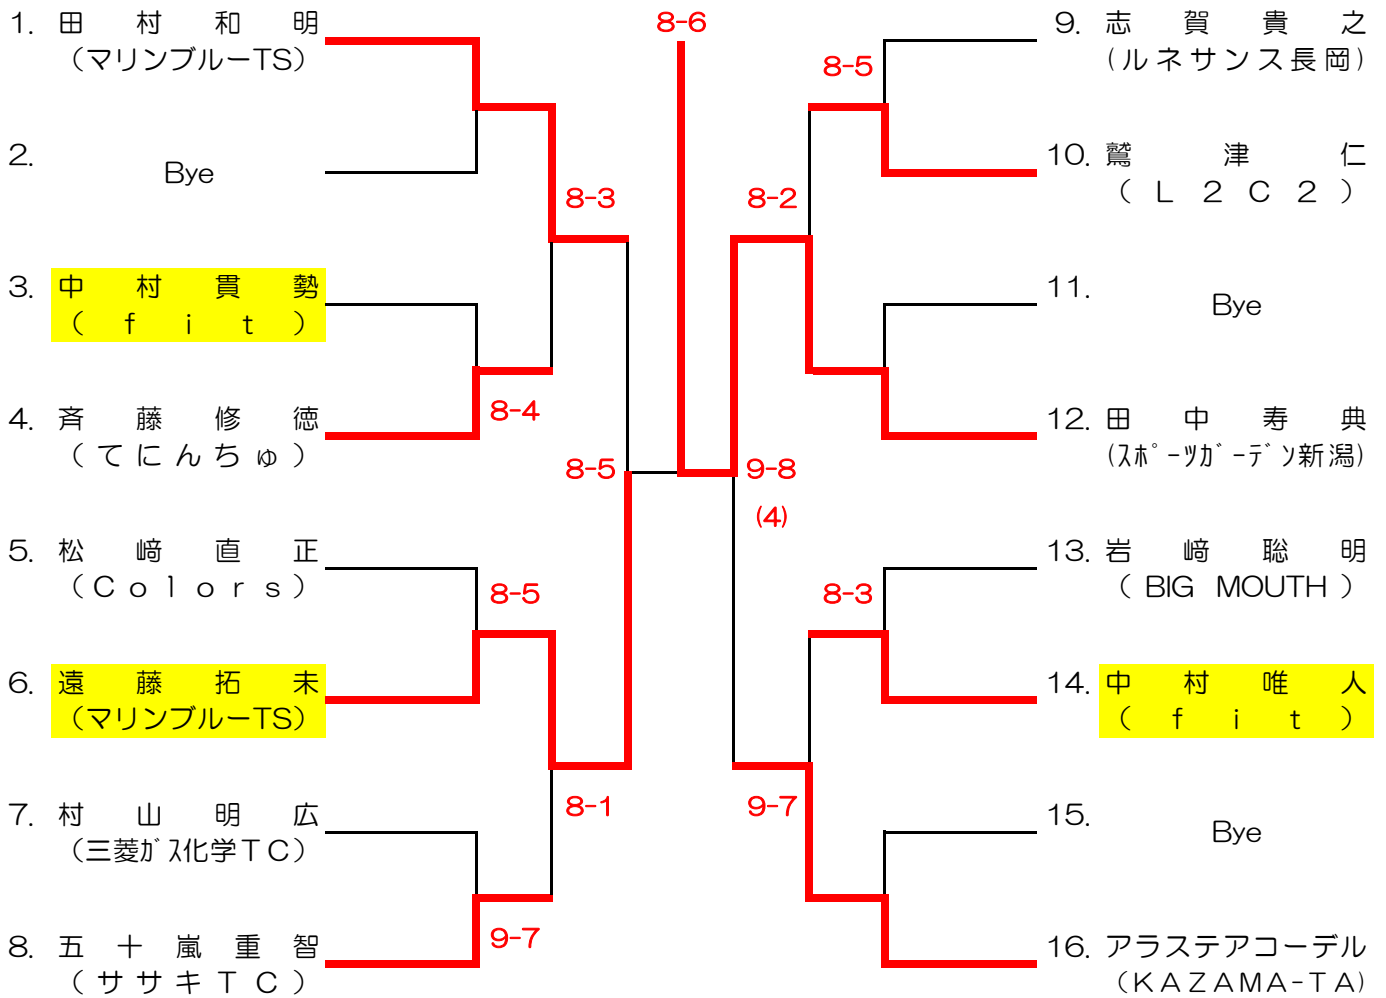 1. 田村和明
（マリンブルーTS）
2. Bye
3. 中村貫勢
（fit）
4. 斉藤修徳
（てにんちゅ）
5. 松﨑直正
（Colors）
6. 遠藤拓未
（マリンブルーTS）
7. 村山明広
（三菱ｶﾞｽ化学TC）
8. 五十嵐重智
（ササキTC）
8-3
8-4
8-5
8-5
8-1
9-7
8-6
8-5
8-2
9-8
(4)
8-3
9-7
9. 志賀貴之
(ルネサンス長岡)
10. 鷲津仁
（L2C2）
11. Bye
12. 田中寿典
(ｽﾎﾟｰﾂｶﾞｰﾃﾞﾝ新潟)
13. 岩﨑聡明
（BIG MOUTH）
14. 中村唯人
（fit）
15. Bye
16. アラステアコーデル
（KAZAMA-TA)